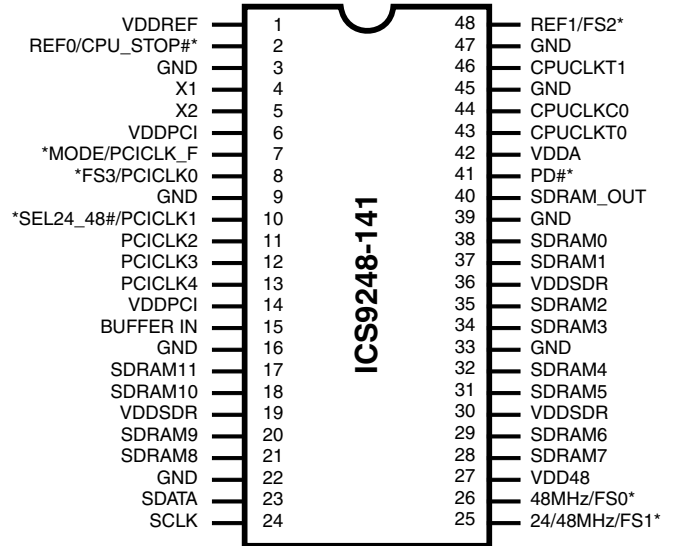 VDDREF 1
REF0/CPU_STOP#* 2
GND 3
X1 4
X2 5
VDDPCI 6
*MODE/PCICLK_F 7
*FS3/PCICLK0 8
GND 9
*SEL24_48#/PCICLK1 10
PCICLK2 11
PCICLK3 12
PCICLK4 13
VDDPCI 14
BUFFER IN 15
GND 16
SDRAM11 17
SDRAM10 18
VDDSDR 19
SDRAM9 20
SDRAM8 21
GND 22
SDATA 23
SCLK 24
ICS9248-141
48 REF1/FS2*
47 GND
46 CPUCLKT1
45 GND
44 CPUCLKC0
43 CPUCLKT0
42 VDDA
41 PD#*
40 SDRAM_OUT
39 GND
38 SDRAM0
37 SDRAM1
36 VDDSDR
35 SDRAM2
34 SDRAM3
33 GND
32 SDRAM4
31 SDRAM5
30 VDDSDR
29 SDRAM6
28 SDRAM7
27 VDD48
26 48MHz/FS0*
25 24/48MHz/FS1*